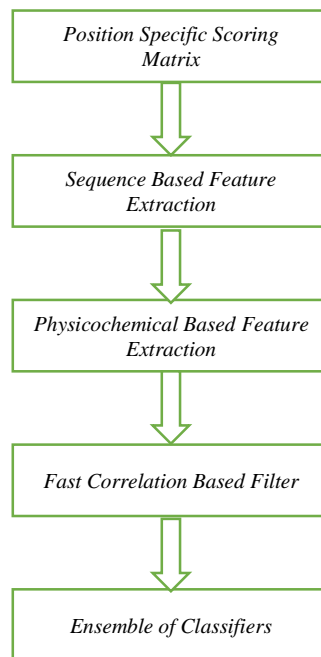 Position Specific Scoring
Matrix
Sequence Based Feature
Extraction
Physicochemical Based Feature
Extraction
Fast Correlation Based Filter
Ensemble of Classifiers